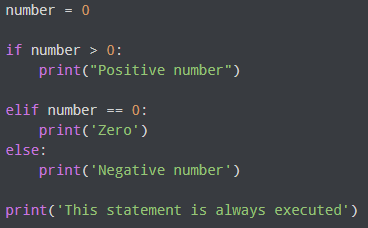 number = 0
if number > 0:
    print("Positive number")
elif number == 0:
    print('Zero')
else:
    print('Negative number')
print('This statement is always executed')